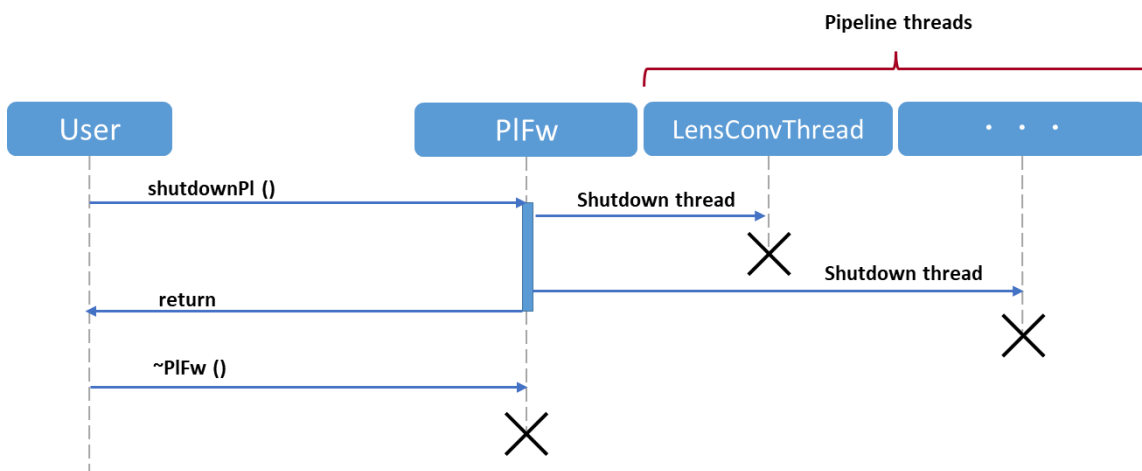 Pipeline threads
User
PlFw
LensConvThread
• • •
shutdownPl ()
Shutdown thread
Shutdown thread
return
~PlFw ()